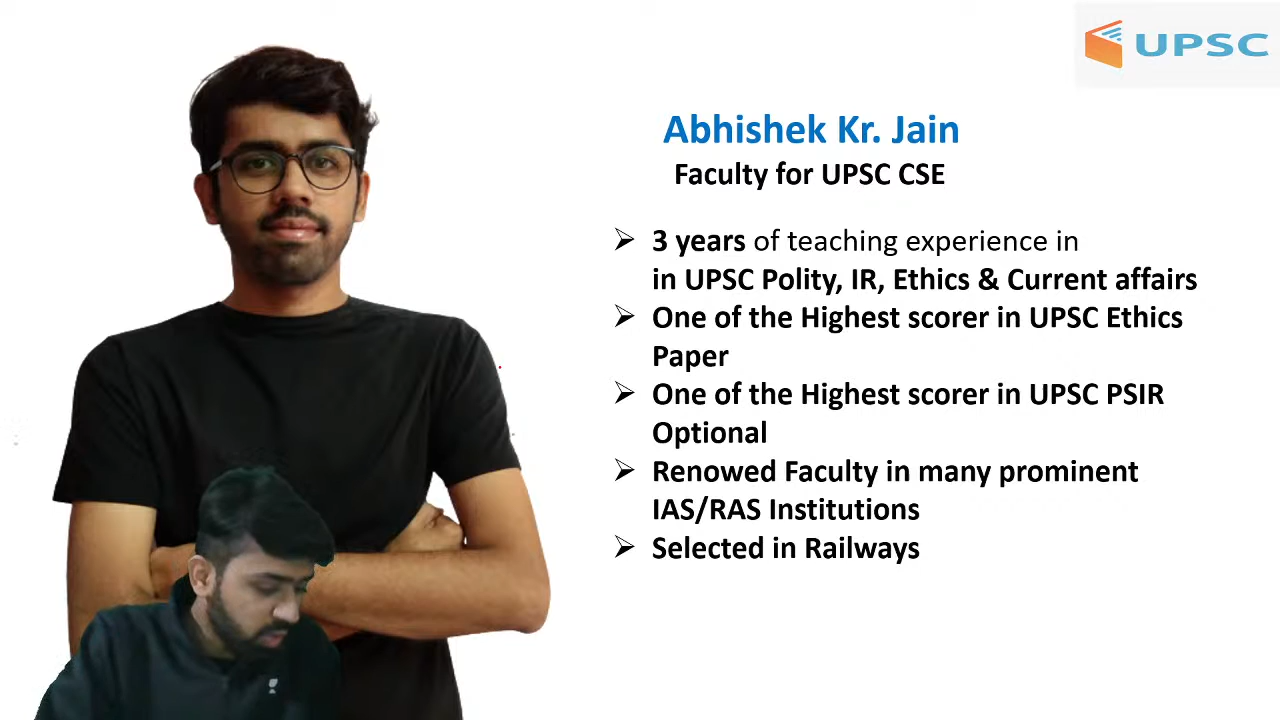 UPSC
Abhishek Kr. Jain
Faculty for UPSC CSE
➢ 3 years of teaching experience in
in UPSC Polity, IR, Ethics & Current affairs
➢ One of the Highest scorer in UPSC Ethics
Paper
➢ One of the Highest scorer in UPSC PSIR
Optional
➢ Renowed Faculty in many prominent
IAS/RAS Institutions
➢ Selected in Railways